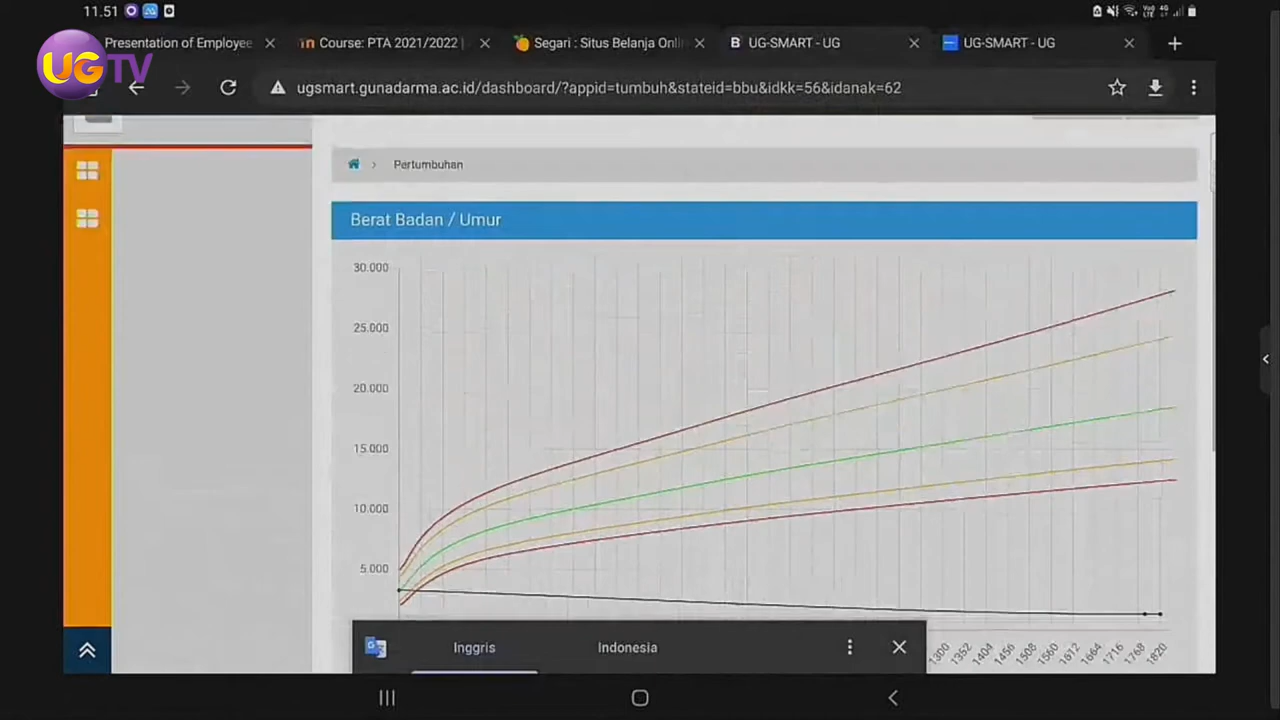 11.51
Vo))
LTE
4G
UGTV
Presentation of Employee
Course: PTA 2021/2022 |
Segari : Situs Belanja Onli
B
UG-SMART - UG
UG-SMART - UG
ugsmart.gunadarma.ac.id/dashboard/?appid=tumbuh&stateid=bbu&idkk=56&idanak=62
Pertumbuhan
Berat Badan / Umur
30.000
25.000
20.000
15.000
10.000
5.000
1300
1352
1404
1456
1508
1560
1612
1664
1716
1768
1820
Inggris
Indonesia